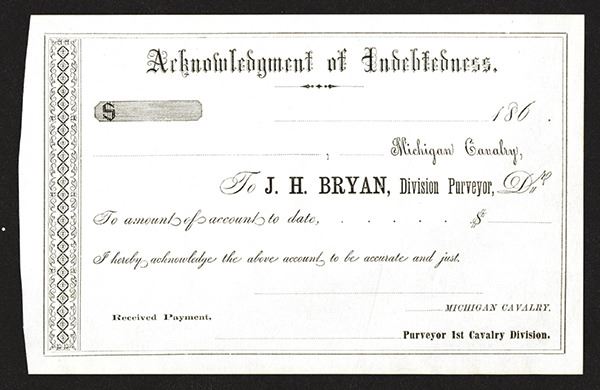 Acknowledgment of Indebtedness.
$
186 .
, Michigan Cavalry,
To J. H. BRYAN, Division Purveyor, Dr.
To amount of account to date, . . . . . $
I hereby acknowledge the above account to be accurate and just.
MICHIGAN CAVALRY.
Received Payment.
Purveyor 1st Cavalry Division.